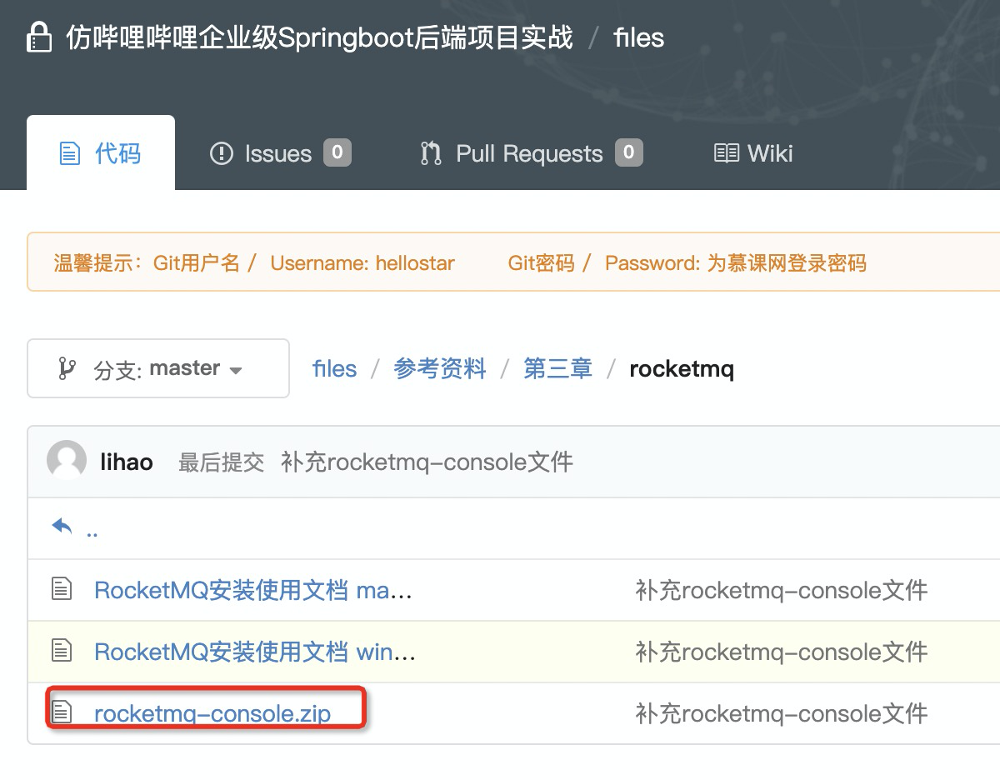 仿哔哩哔哩企业级Springboot后端项目实战 / files
代码 Issues 0 Pull Requests 0 Wiki
温馨提示：Git用户名 / Username: hellostar Git密码 / Password: 为慕课网登录密码
分支: master files / 参考资料 / 第三章 / rocketmq
lihao 最后提交 补充rocketmq-console文件
..
RocketMQ安装使用文档 ma... 补充rocketmq-console文件
RocketMQ安装使用文档 win... 补充rocketmq-console文件
rocketmq-console.zip 补充rocketmq-console文件